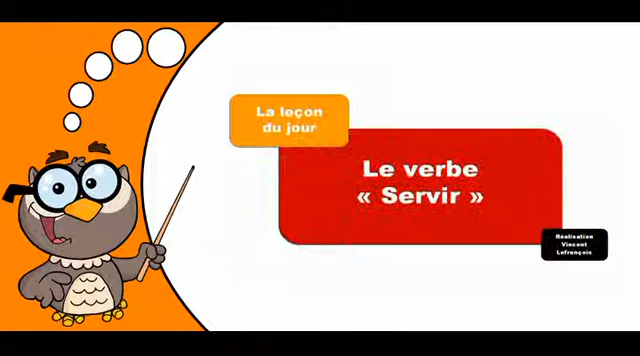 La leçon
du jour
Le verbe
« Servir »
Réalisation
Vincent
Lefrançois